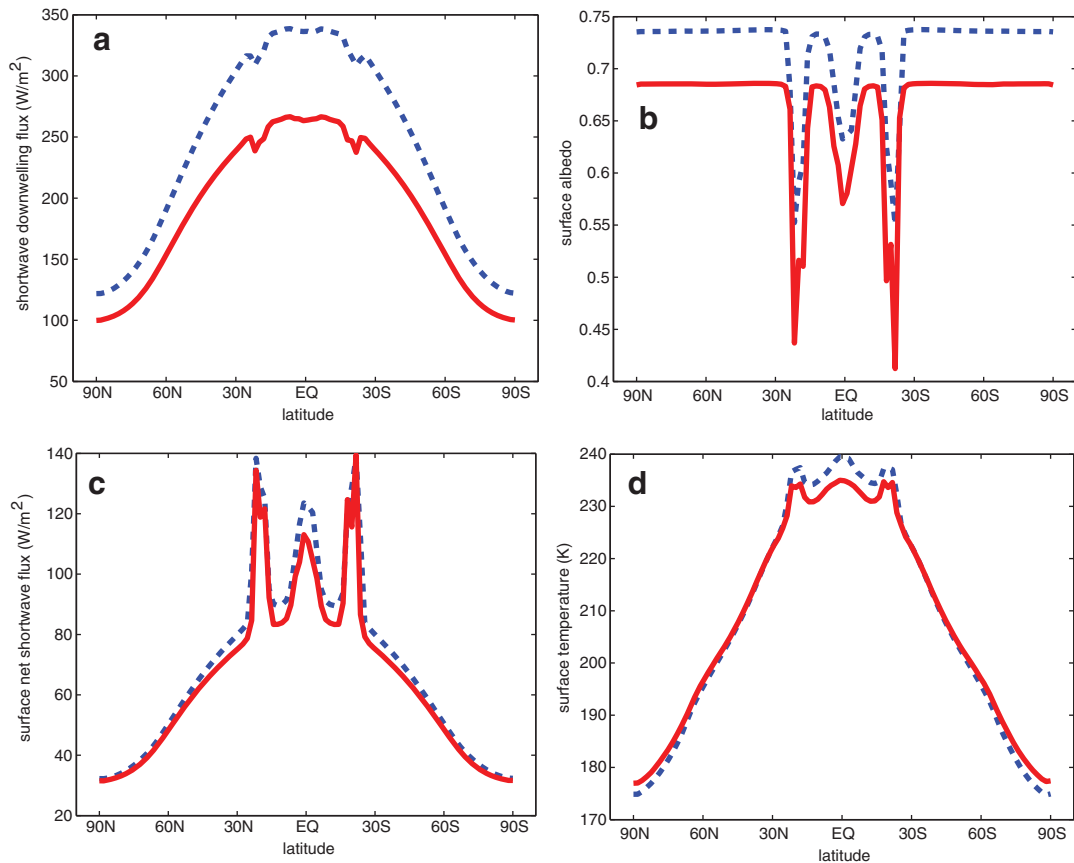 a
shortwave downwelling flux (W/m²)
350
300
250
200
150
100
50
90N 60N 30N EQ 30S 60S 90S
latitude
b
surface albedo
0.75
0.7
0.65
0.6
0.55
0.5
0.45
0.4
90N 60N 30N EQ 30S 60S 90S
latitude
c
surface net shortwave flux (W/m²)
140
120
100
80
60
40
20
90N 60N 30N EQ 30S 60S 90S
latitude
d
surface temperature (K)
240
230
220
210
200
190
180
170
90N 60N 30N EQ 30S 60S 90S
latitude